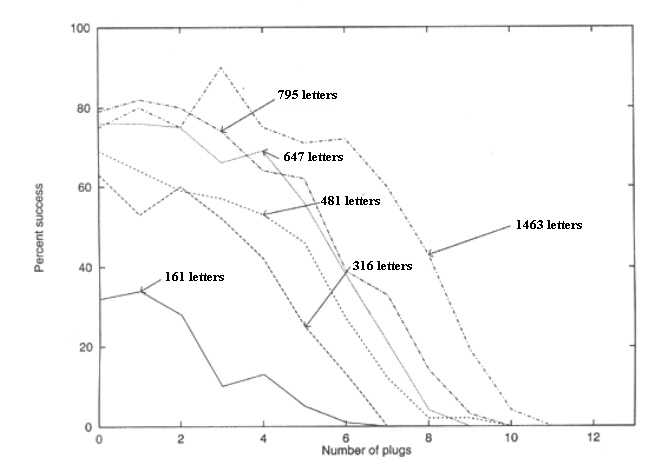 100
795 letters
80
647 letters
60
481 letters
1463 letters
Percent success
40
316 letters
161 letters
20
0
0
2
4
6
8
10
12
Number of plugs